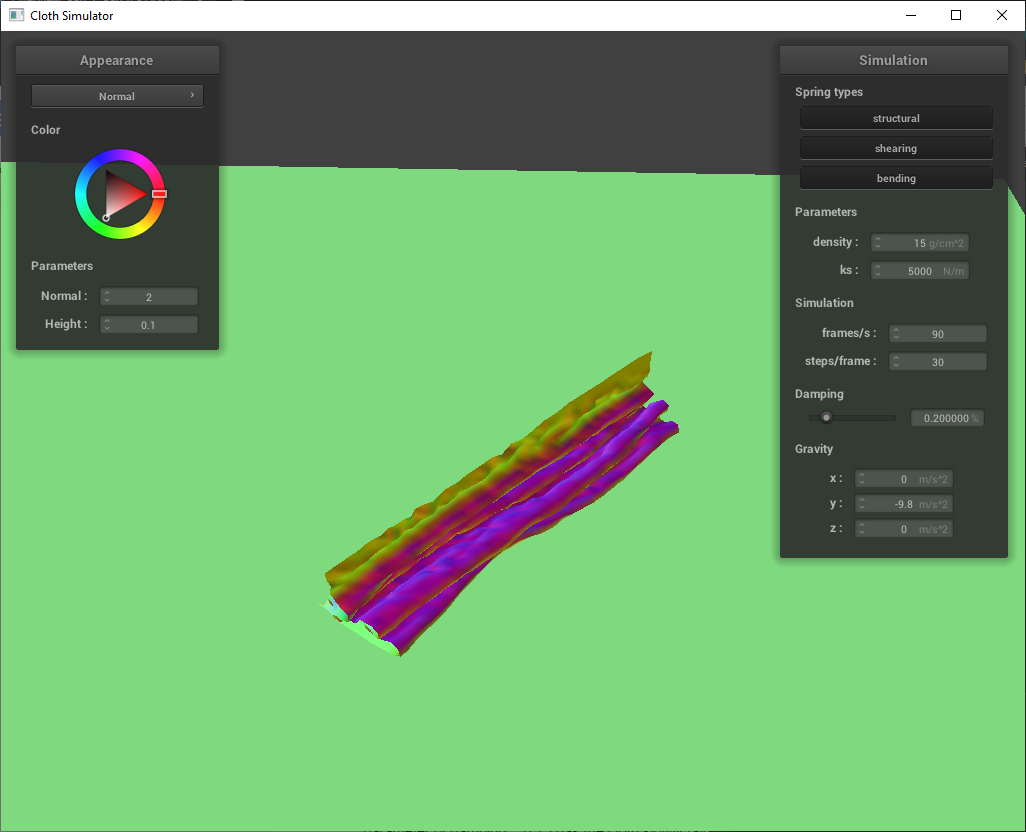 Cloth Simulator
Appearance
Normal
Color
Parameters
Normal : 2
Height : 0.1
Simulation
Spring types
structural
shearing
bending
Parameters
density : 15 g/cm^2
ks : 5000 N/m
Simulation
frames/s : 90
steps/frame : 30
Damping
0.200000 %
Gravity
x : 0 m/s^2
y : -9.8 m/s^2
z : 0 m/s^2